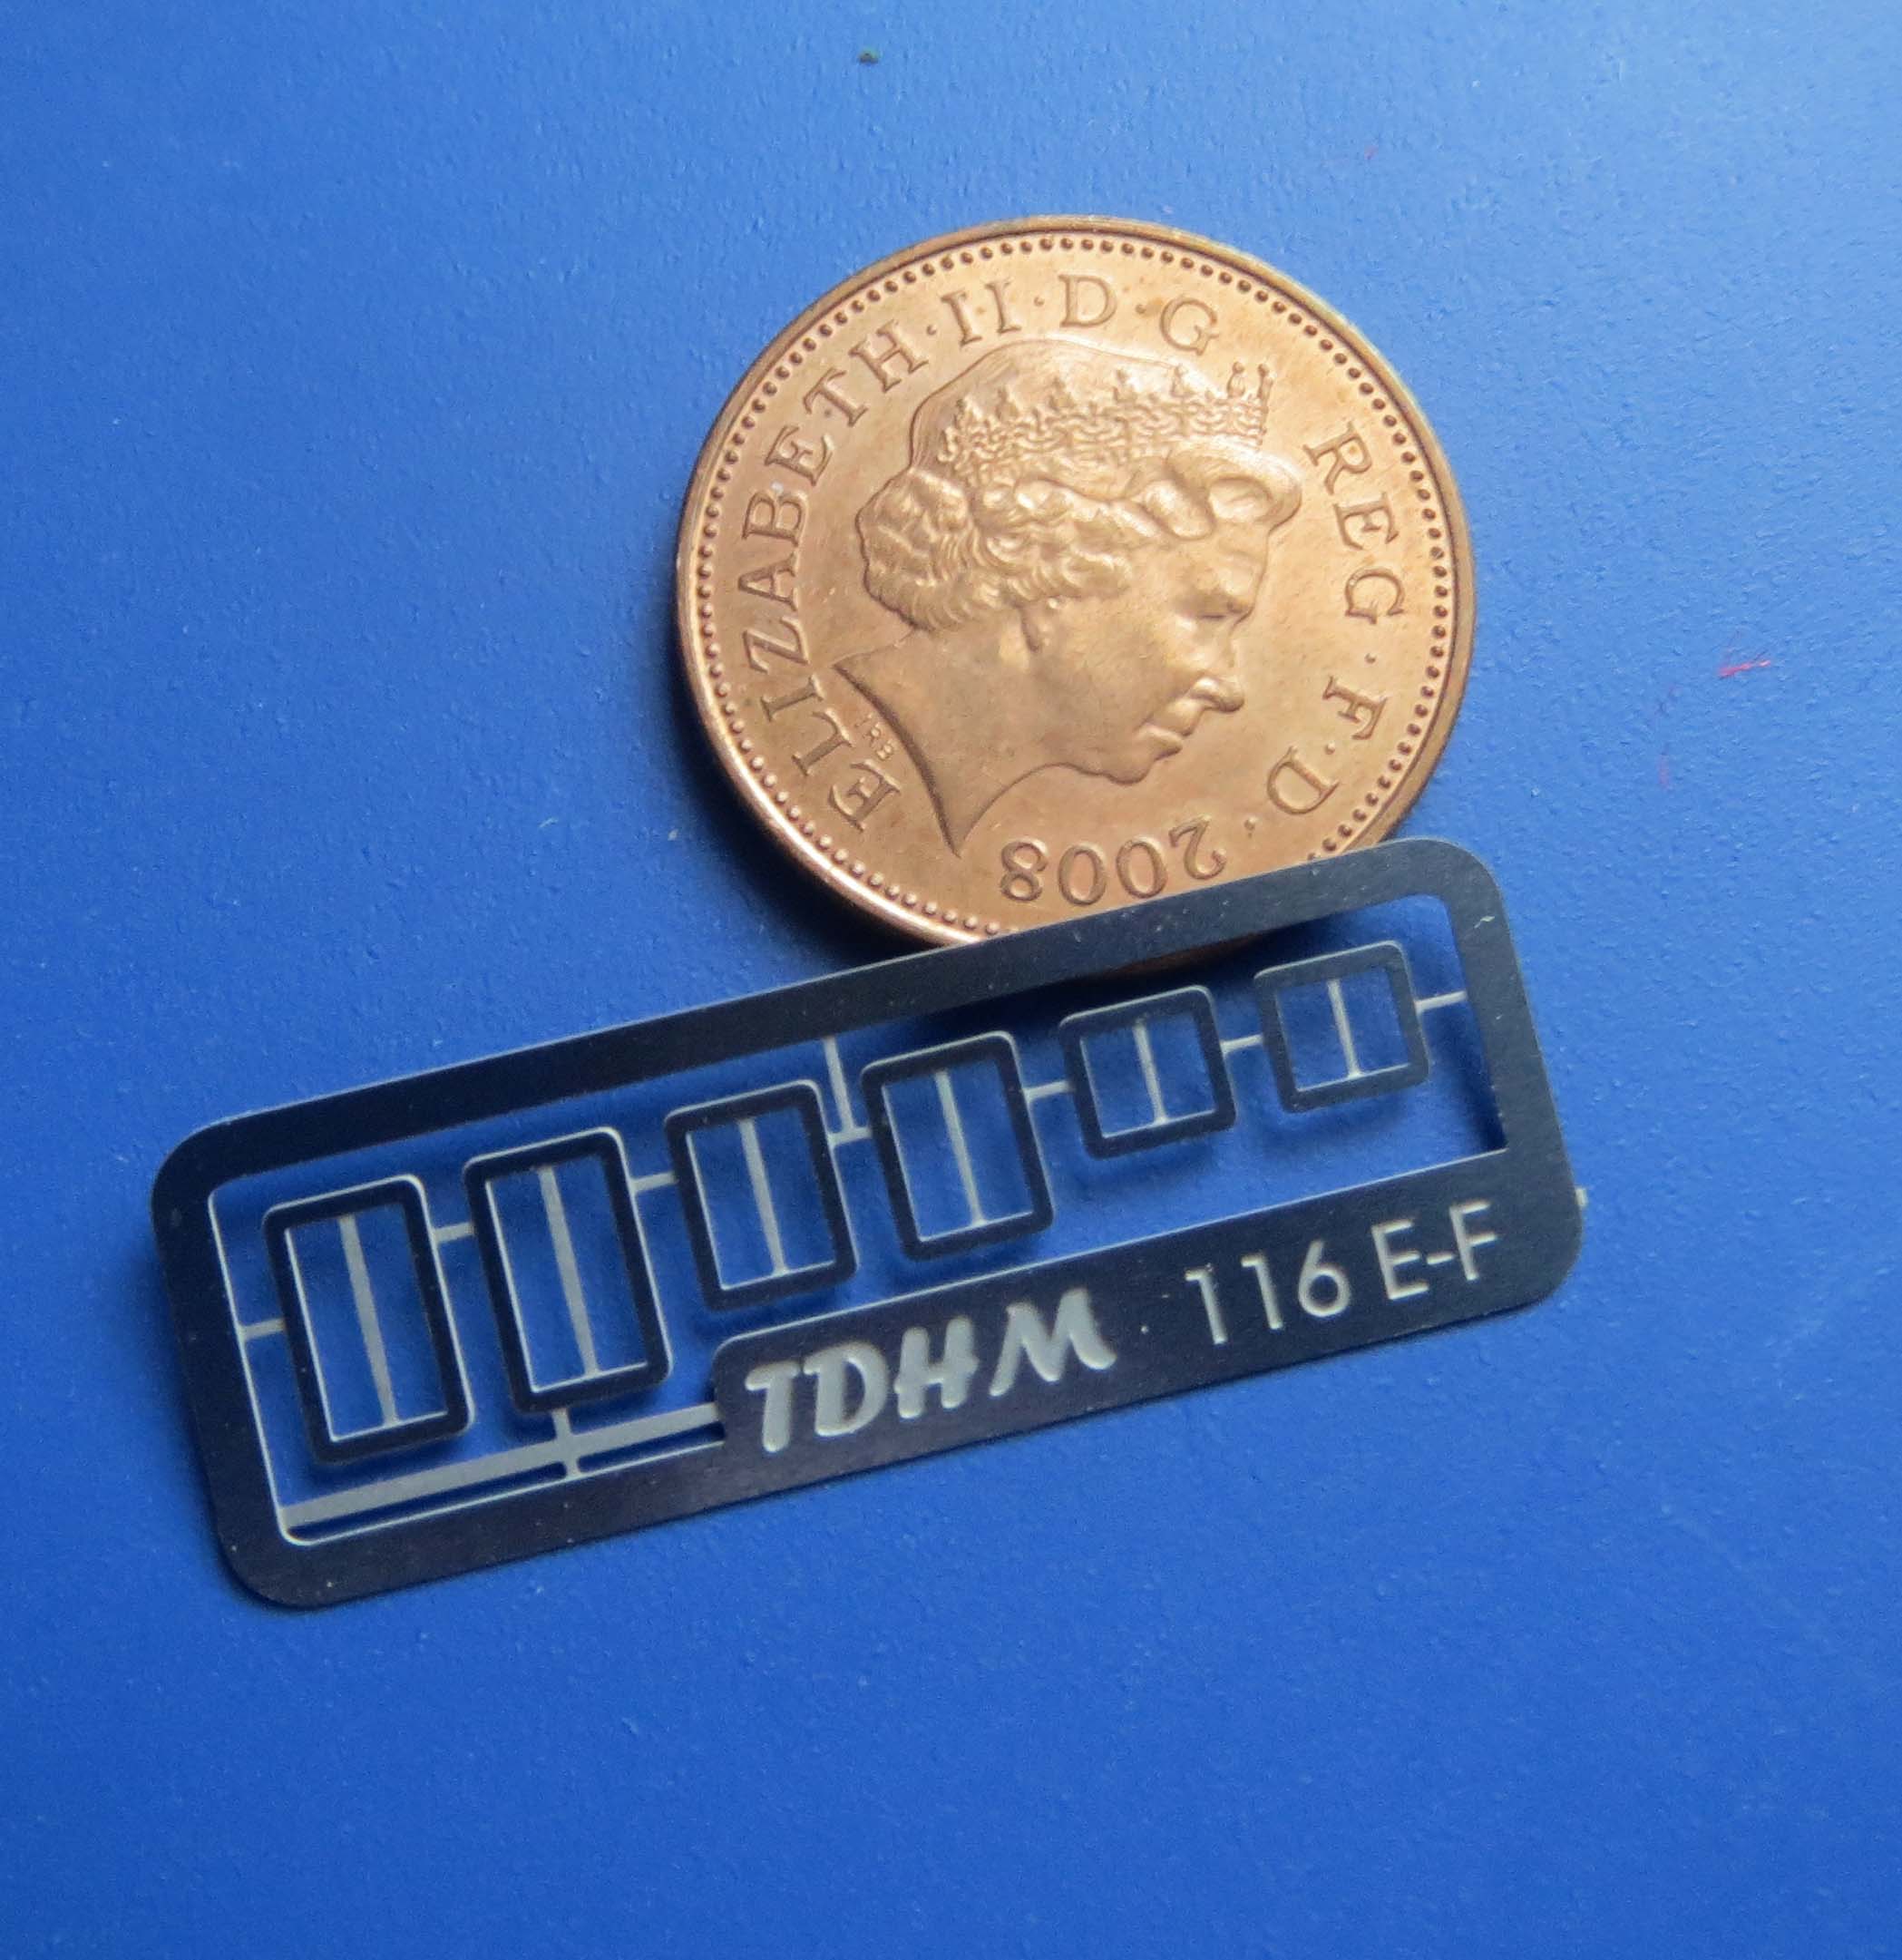 ELIZABETH·II·D·G REG·F·D·2008
IRB
TDHM 116 E-F